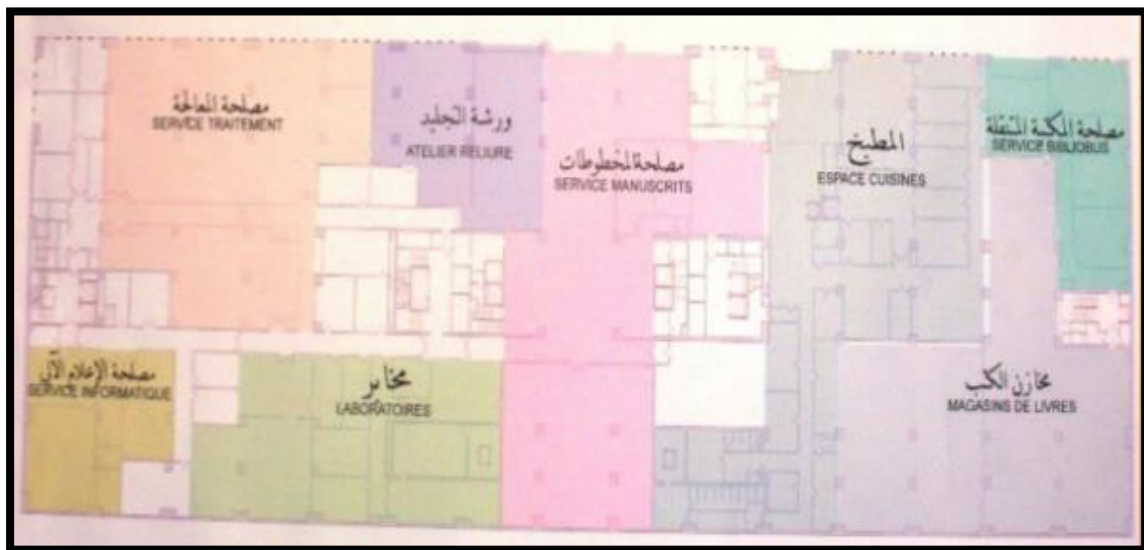 مصلحة المعالجة
SERVICE TRAITEMENT
ورشة التجليد
ATELIER RELIURE
مصلحة المخطوطات
SERVICE MANUSCRITS
المطبخ
ESPACE CUISINES
مصلحة المكتبة المتنقلة
SERVICE BIBLIOBUS
مصلحة الإعلام الآلي
SERVICE INFORMATIQUE
مخابر
LABORATOIRES
مخازن الكتب
MAGASINS DE LIVRES